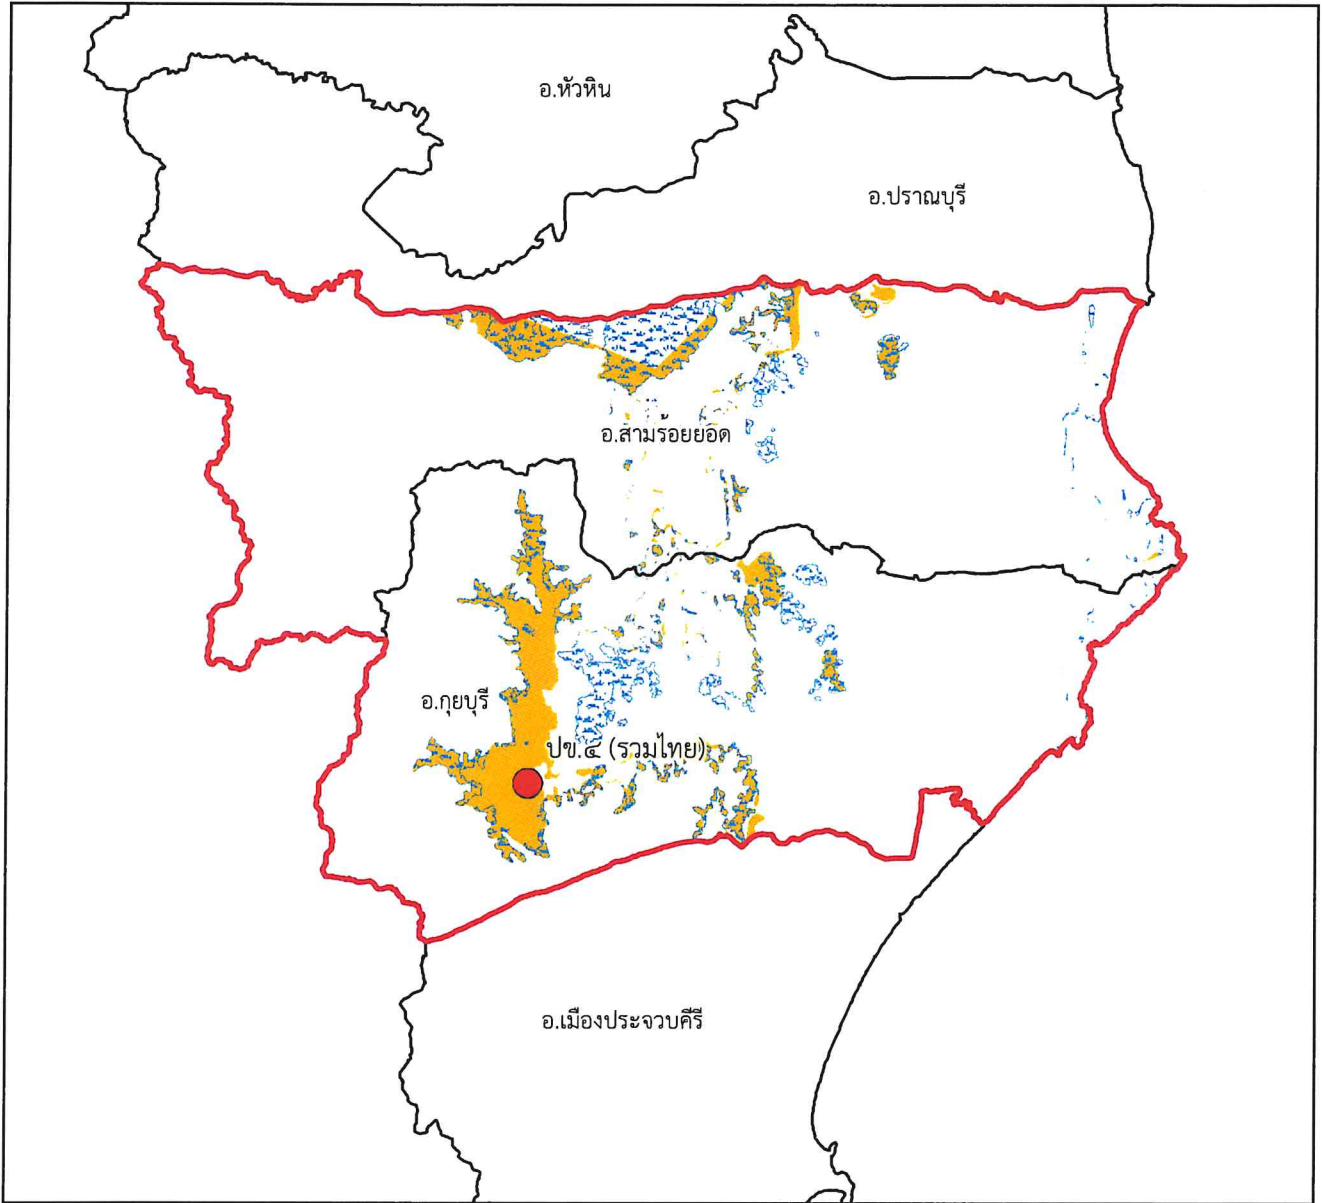 อ.หัวหิน
อ.ปราณบุรี
อ.สามร้อยยอด
อ.กุยบุรี
ปข.๔ (รวมไทย)
อ.เมืองประจวบคีรี